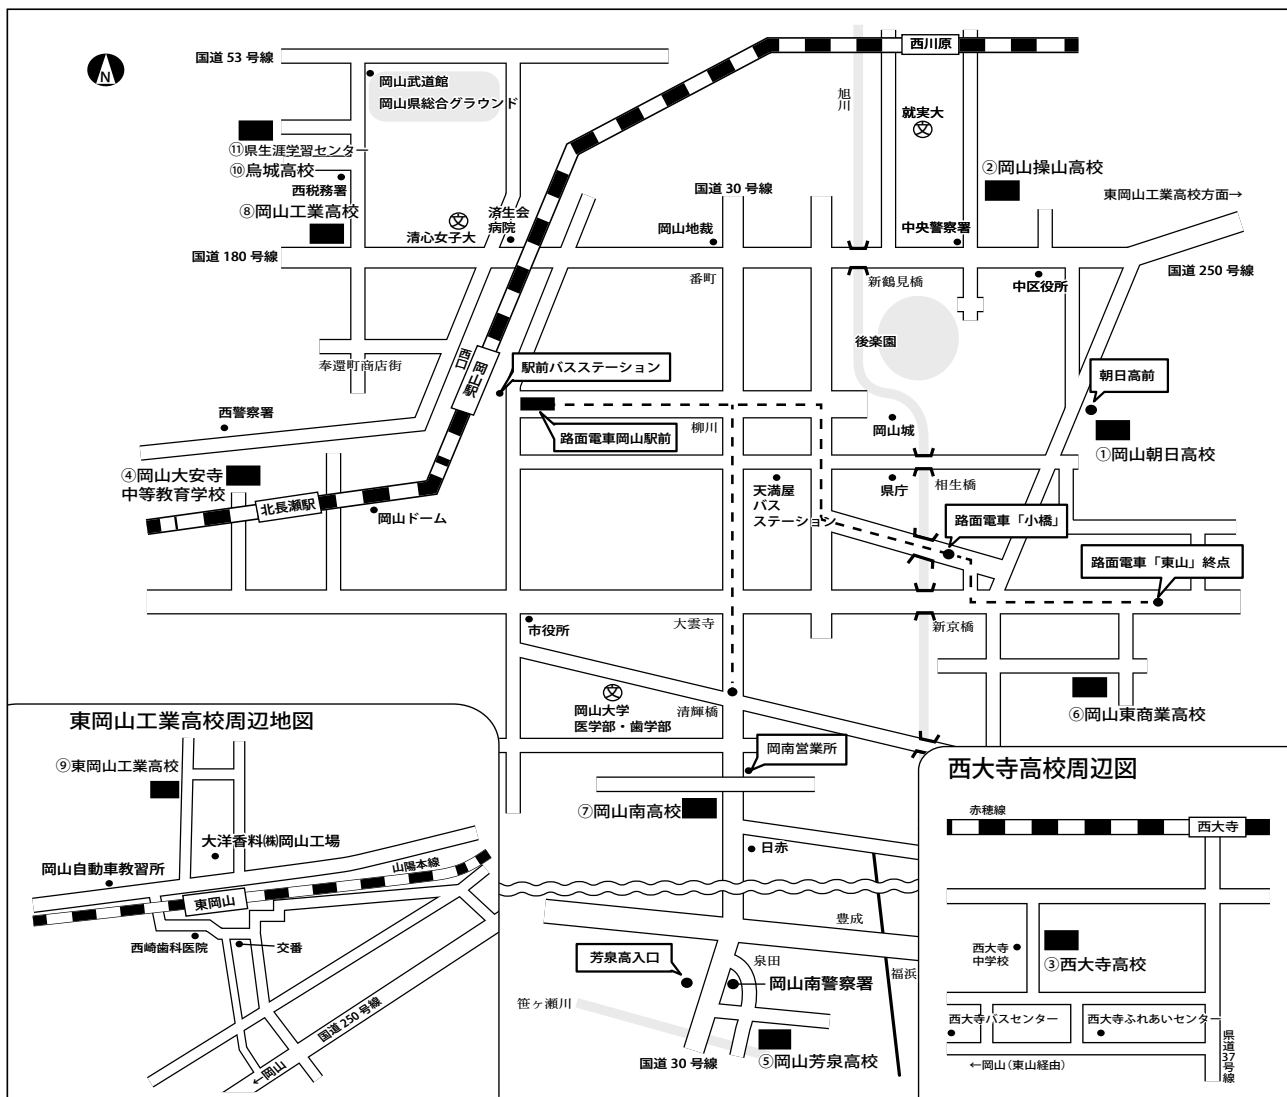 国道53号線
N
岡山武道館
岡山県総合グラウンド
西川原
旭川
就実大
文
⑪県生涯学習センター
⑩烏城高校
西税務署
⑧岡山工業高校
文
清心女子大
済生会
病院
国道30号線
岡山地裁
②岡山操山高校
東岡山工業高校方面→
中央警察署
国道180号線
番町
新鶴見橋
中区役所
国道250号線
後楽園
奉還町商店街
西口
岡山駅
駅前バスステーション
朝日高前
西警察署
路面電車岡山駅前
柳川
岡山城
①岡山朝日高校
④岡山大安寺
中等教育学校
北長瀬駅
岡山ドーム
天満屋
バス
ステーション
県庁
相生橋
路面電車「小橋」
路面電車「東山」終点
市役所
大雲寺
新京橋
文
岡山大学
医学部・歯学部
清輝橋
⑥岡山東商業高校
岡南営業所
⑦岡山南高校
日赤
豊成
福浜
泉田
芳泉高入口
岡山南警察署
笹ヶ瀬川
国道30号線
⑤岡山芳泉高校
東岡山工業高校周辺地図
⑨東岡山工業高校
大洋香料㈱岡山工場
岡山自動車教習所
山陽本線
東岡山
西崎歯科医院
交番
国道250号線
←岡山
西大寺高校周辺図
赤穂線
西大寺
西大寺
中学校
③西大寺高校
西大寺バスセンター
西大寺ふれあいセンター
←岡山(東山経由)
県道37号線